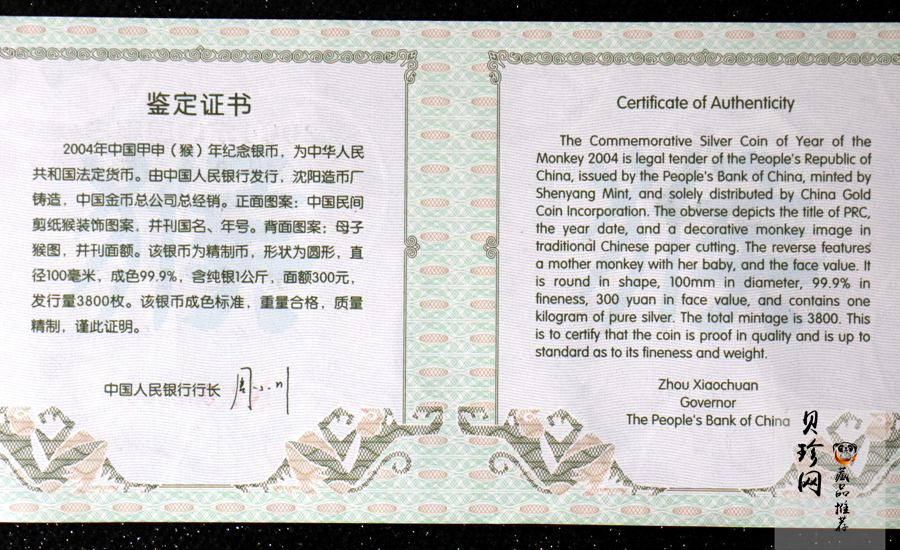 鉴定证书
2004年中国甲申（猴）年纪念银币，为中华人民
共和国法定货币。由中国人民银行发行，沈阳造币厂
铸造，中国金币总公司总经销。正面图案：中国民间
剪纸猴装饰图案，并刊国名、年号。背面图案：母子
猴图，并刊面额。该银币为精制币，形状为圆形，直
径100毫米，成色99.9%，含纯银1公斤，面额300元，
发行量3800枚。该银币成色标准，重量合格，质量
精制，谨此证明。
中国人民银行行长 周小川
Certificate of Authenticity
The Commemorative Silver Coin of Year of the
Monkey 2004 is legal tender of the People's Republic of
China, issued by the People's Bank of China, minted by
Shenyang Mint, and solely distributed by China Gold
Coin Incorporation. The obverse depicts the title of PRC,
the year date, and a decorative monkey image in
traditional Chinese paper cutting. The reverse features
a mother monkey with her baby, and the face value. It
is round in shape, 100mm in diameter, 99.9% in
fineness, 300 yuan in face value, and contains one
kilogram of pure silver. The total mintage is 3800. This
is to certify that the coin is proof in quality and is up to
standard as to its fineness and weight.
Zhou Xiaochuan
Governor
The People's Bank of China
贝珍网
藏品推荐